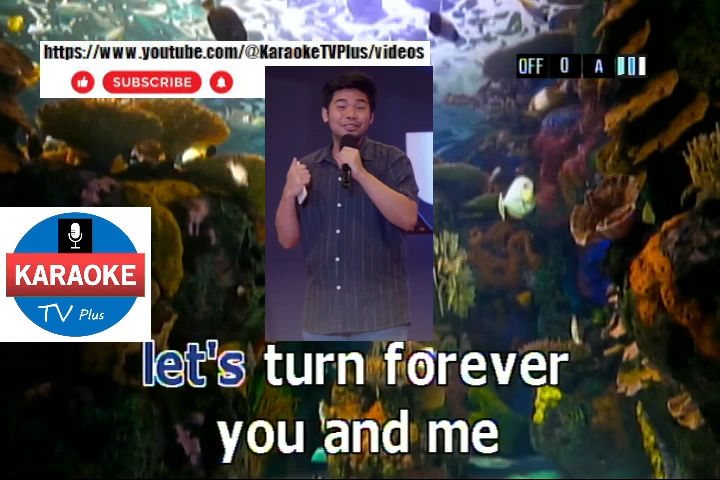 https://www.youtube.com/@KaraokeTVPlus/videos
SUBSCRIBE
OFF 0 A
KARAOKE
TV Plus
let's turn forever
you and me